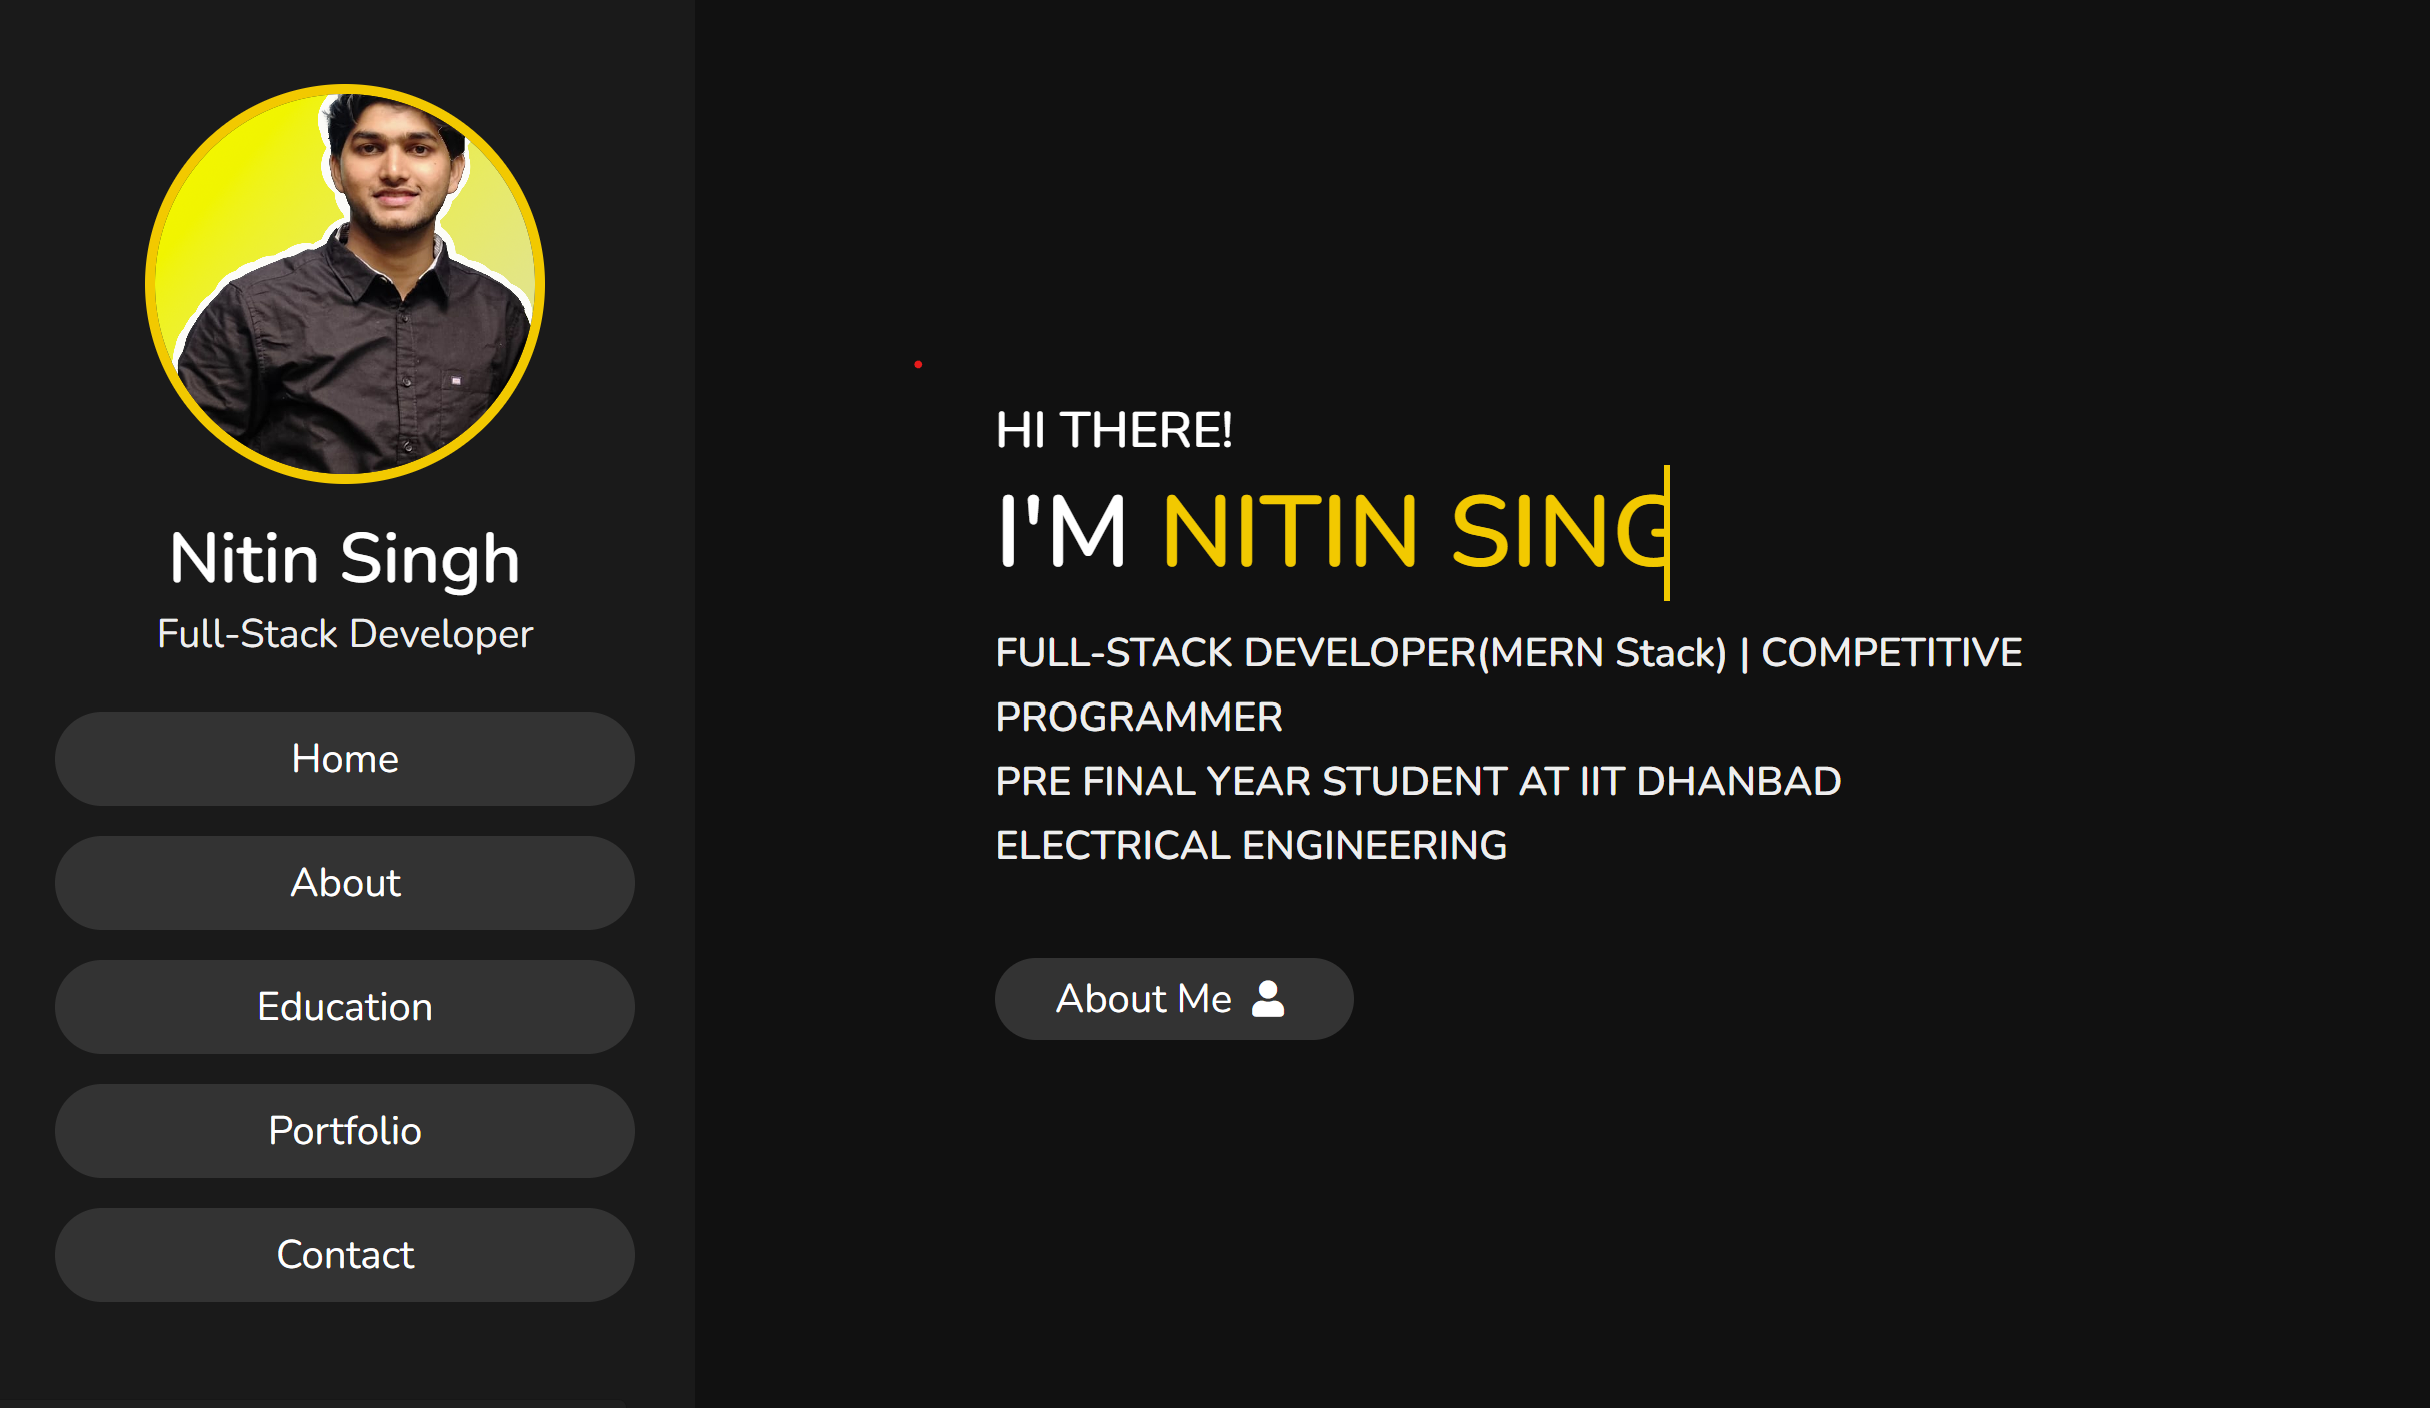 Nitin Singh
Full-Stack Developer
Home
About
Education
Portfolio
Contact
HI THERE!
I'M NITIN SING
FULL-STACK DEVELOPER(MERN Stack) | COMPETITIVE
PROGRAMMER
PRE FINAL YEAR STUDENT AT IIT DHANBAD
ELECTRICAL ENGINEERING
About Me